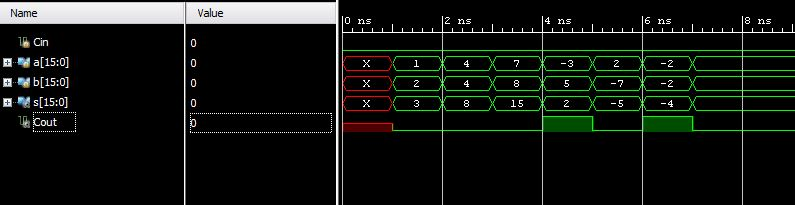 Name Value 0 ns 2 ns 4 ns 6 ns 8 ns
Cin 0
a[15:0] 0 X 1 4 7 -3 2 -2
b[15:0] 0 X 2 4 8 5 -7 -2
s[15:0] 0 X 3 8 15 2 -5 -4
Cout 0